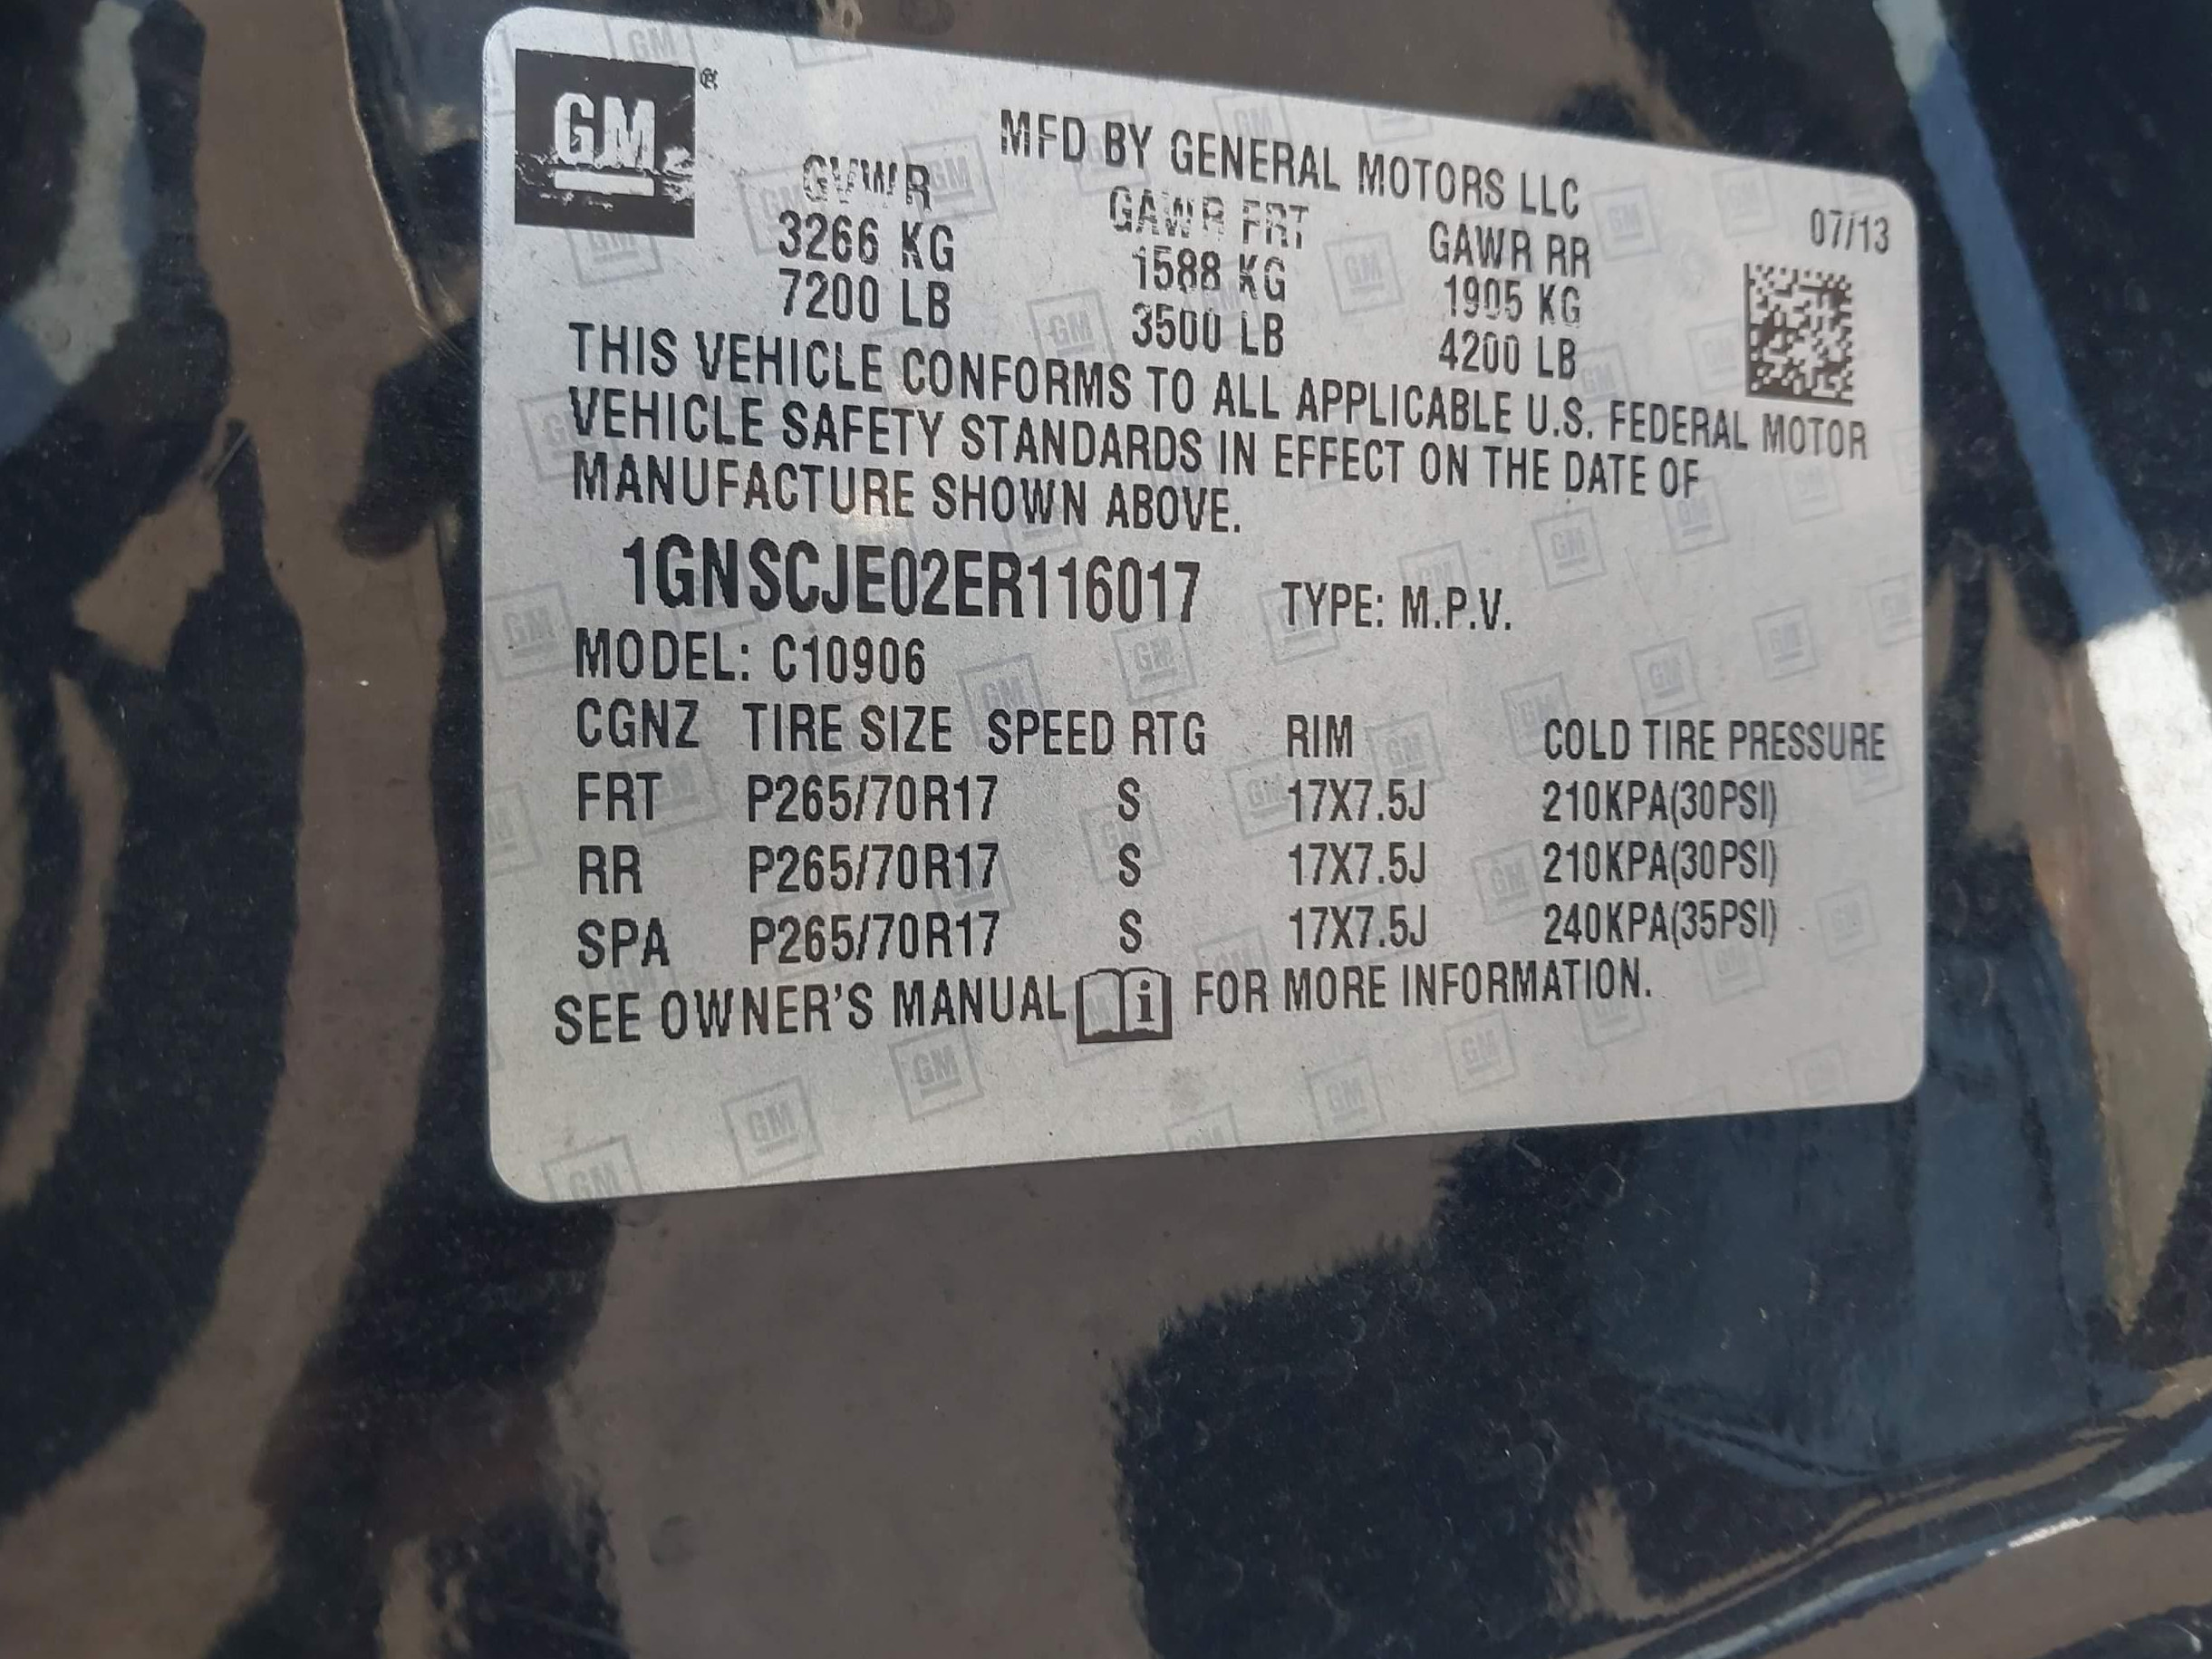 GM
MFD BY GENERAL MOTORS LLC
07/13
GVWR GAWR FRT GAWR RR
3266 KG 1588 KG 1905 KG
7200 LB 3500 LB 4200 LB
THIS VEHICLE CONFORMS TO ALL APPLICABLE U.S. FEDERAL MOTOR
VEHICLE SAFETY STANDARDS IN EFFECT ON THE DATE OF
MANUFACTURE SHOWN ABOVE.
1GNSCJE02ER116017 TYPE: M.P.V.
MODEL: C10906
CGNZ TIRE SIZE SPEED RTG RIM COLD TIRE PRESSURE
FRT P265/70R17 S 17X7.5J 210KPA(30PSI)
RR P265/70R17 S 17X7.5J 210KPA(30PSI)
SPA P265/70R17 S 17X7.5J 240KPA(35PSI)
SEE OWNER'S MANUAL i FOR MORE INFORMATION.